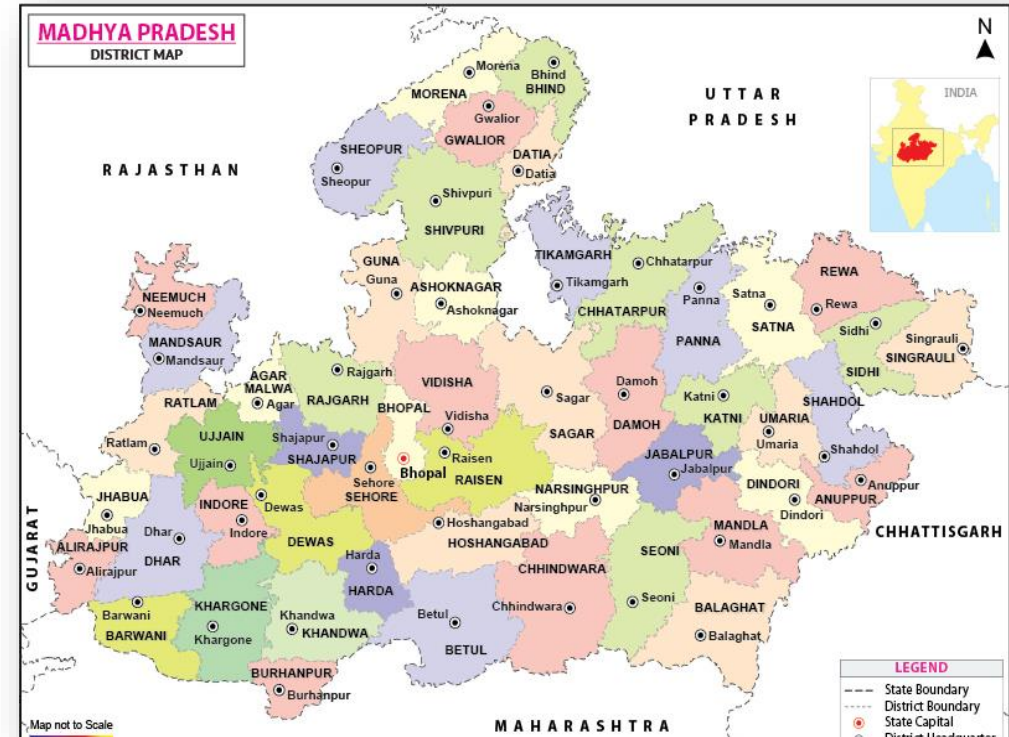 MADHYA PRADESH
DISTRICT MAP
N
INDIA
UTTAR
PRADESH
RAJASTHAN
GUJARAT
CHHATTISGARH
MAHARASHTRA
Morena
MORENA
Bhind
BHIND
Gwalior
GWALIOR
DATIA
Datia
SHEOPUR
Sheopur
Shivpuri
SHIVPURI
GUNA
Guna
ASHOKNAGAR
Ashoknagar
TIKAMGARH
Tikamgarh
Chhatarpur
CHHATARPUR
Panna
PANNA
Satna
SATNA
REWA
Rewa
Sidhi
SIDHI
Singrauli
SINGRAULI
NEEMUCH
Neemuch
MANDSAUR
Mandsaur
RATLAM
Ratlam
AGAR
MALWA
Agar
Rajgarh
RAJGARH
UJJAIN
Ujjain
Shajapur
SHAJAPUR
BHOPAL
Bhopal
VIDISHA
Vidisha
Raisen
RAISEN
Sehore
SEHORE
Sagar
SAGAR
Damoh
DAMOH
Katni
KATNI
UMARIA
Umaria
SHAHDOL
Shahdol
JABALPUR
Jabalpur
DINDORI
Dindori
Anuppur
ANUPPUR
JHABUA
Jhabua
ALIRAJPUR
Alirajpur
Dhar
DHAR
INDORE
Indore
Dewas
DEWAS
Hoshangabad
HOSHANGABAD
NARSINGHPUR
Narsinghpur
MANDLA
Mandla
SEONI
Seoni
CHHINDWARA
Chhindwara
BALAGHAT
Balaghat
Harda
HARDA
Betul
BETUL
Barwani
BARWANI
KHARGONE
Khargone
Khandwa
KHANDWA
BURHANPUR
Burhanpur
Map not to Scale
LEGEND
State Boundary
District Boundary
State Capital
District Headquarter